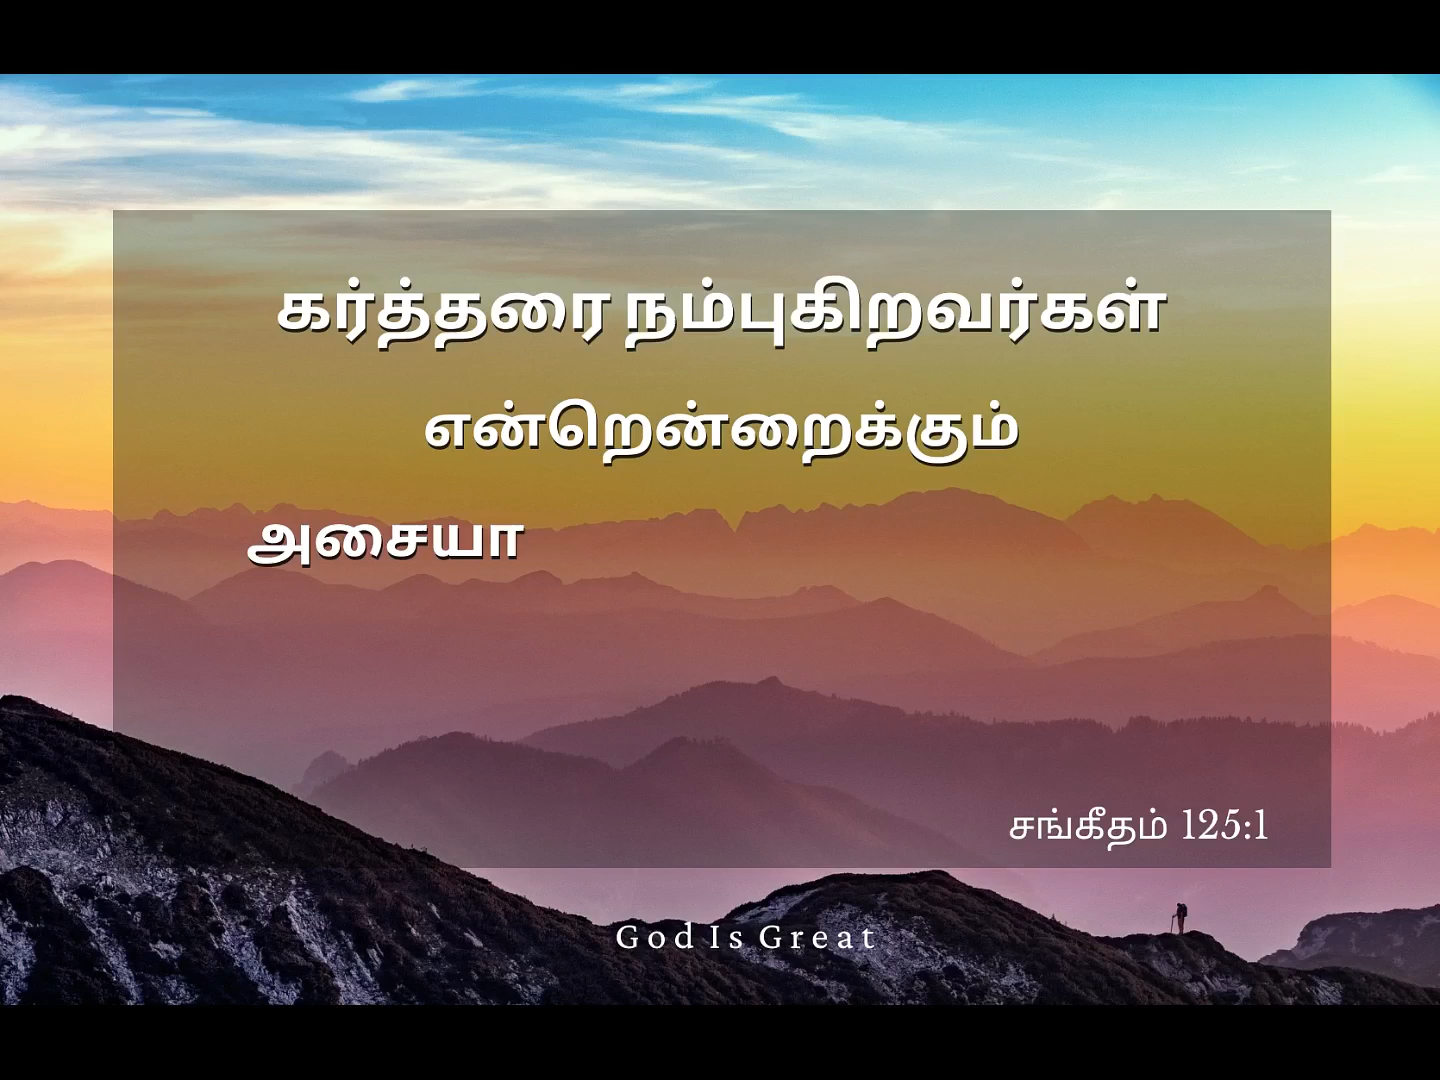 கர்த்தரை நம்புகிறவர்கள்
என்றென்றைக்கும்
அசையா
சங்கீதம் 125:1
God Is Great